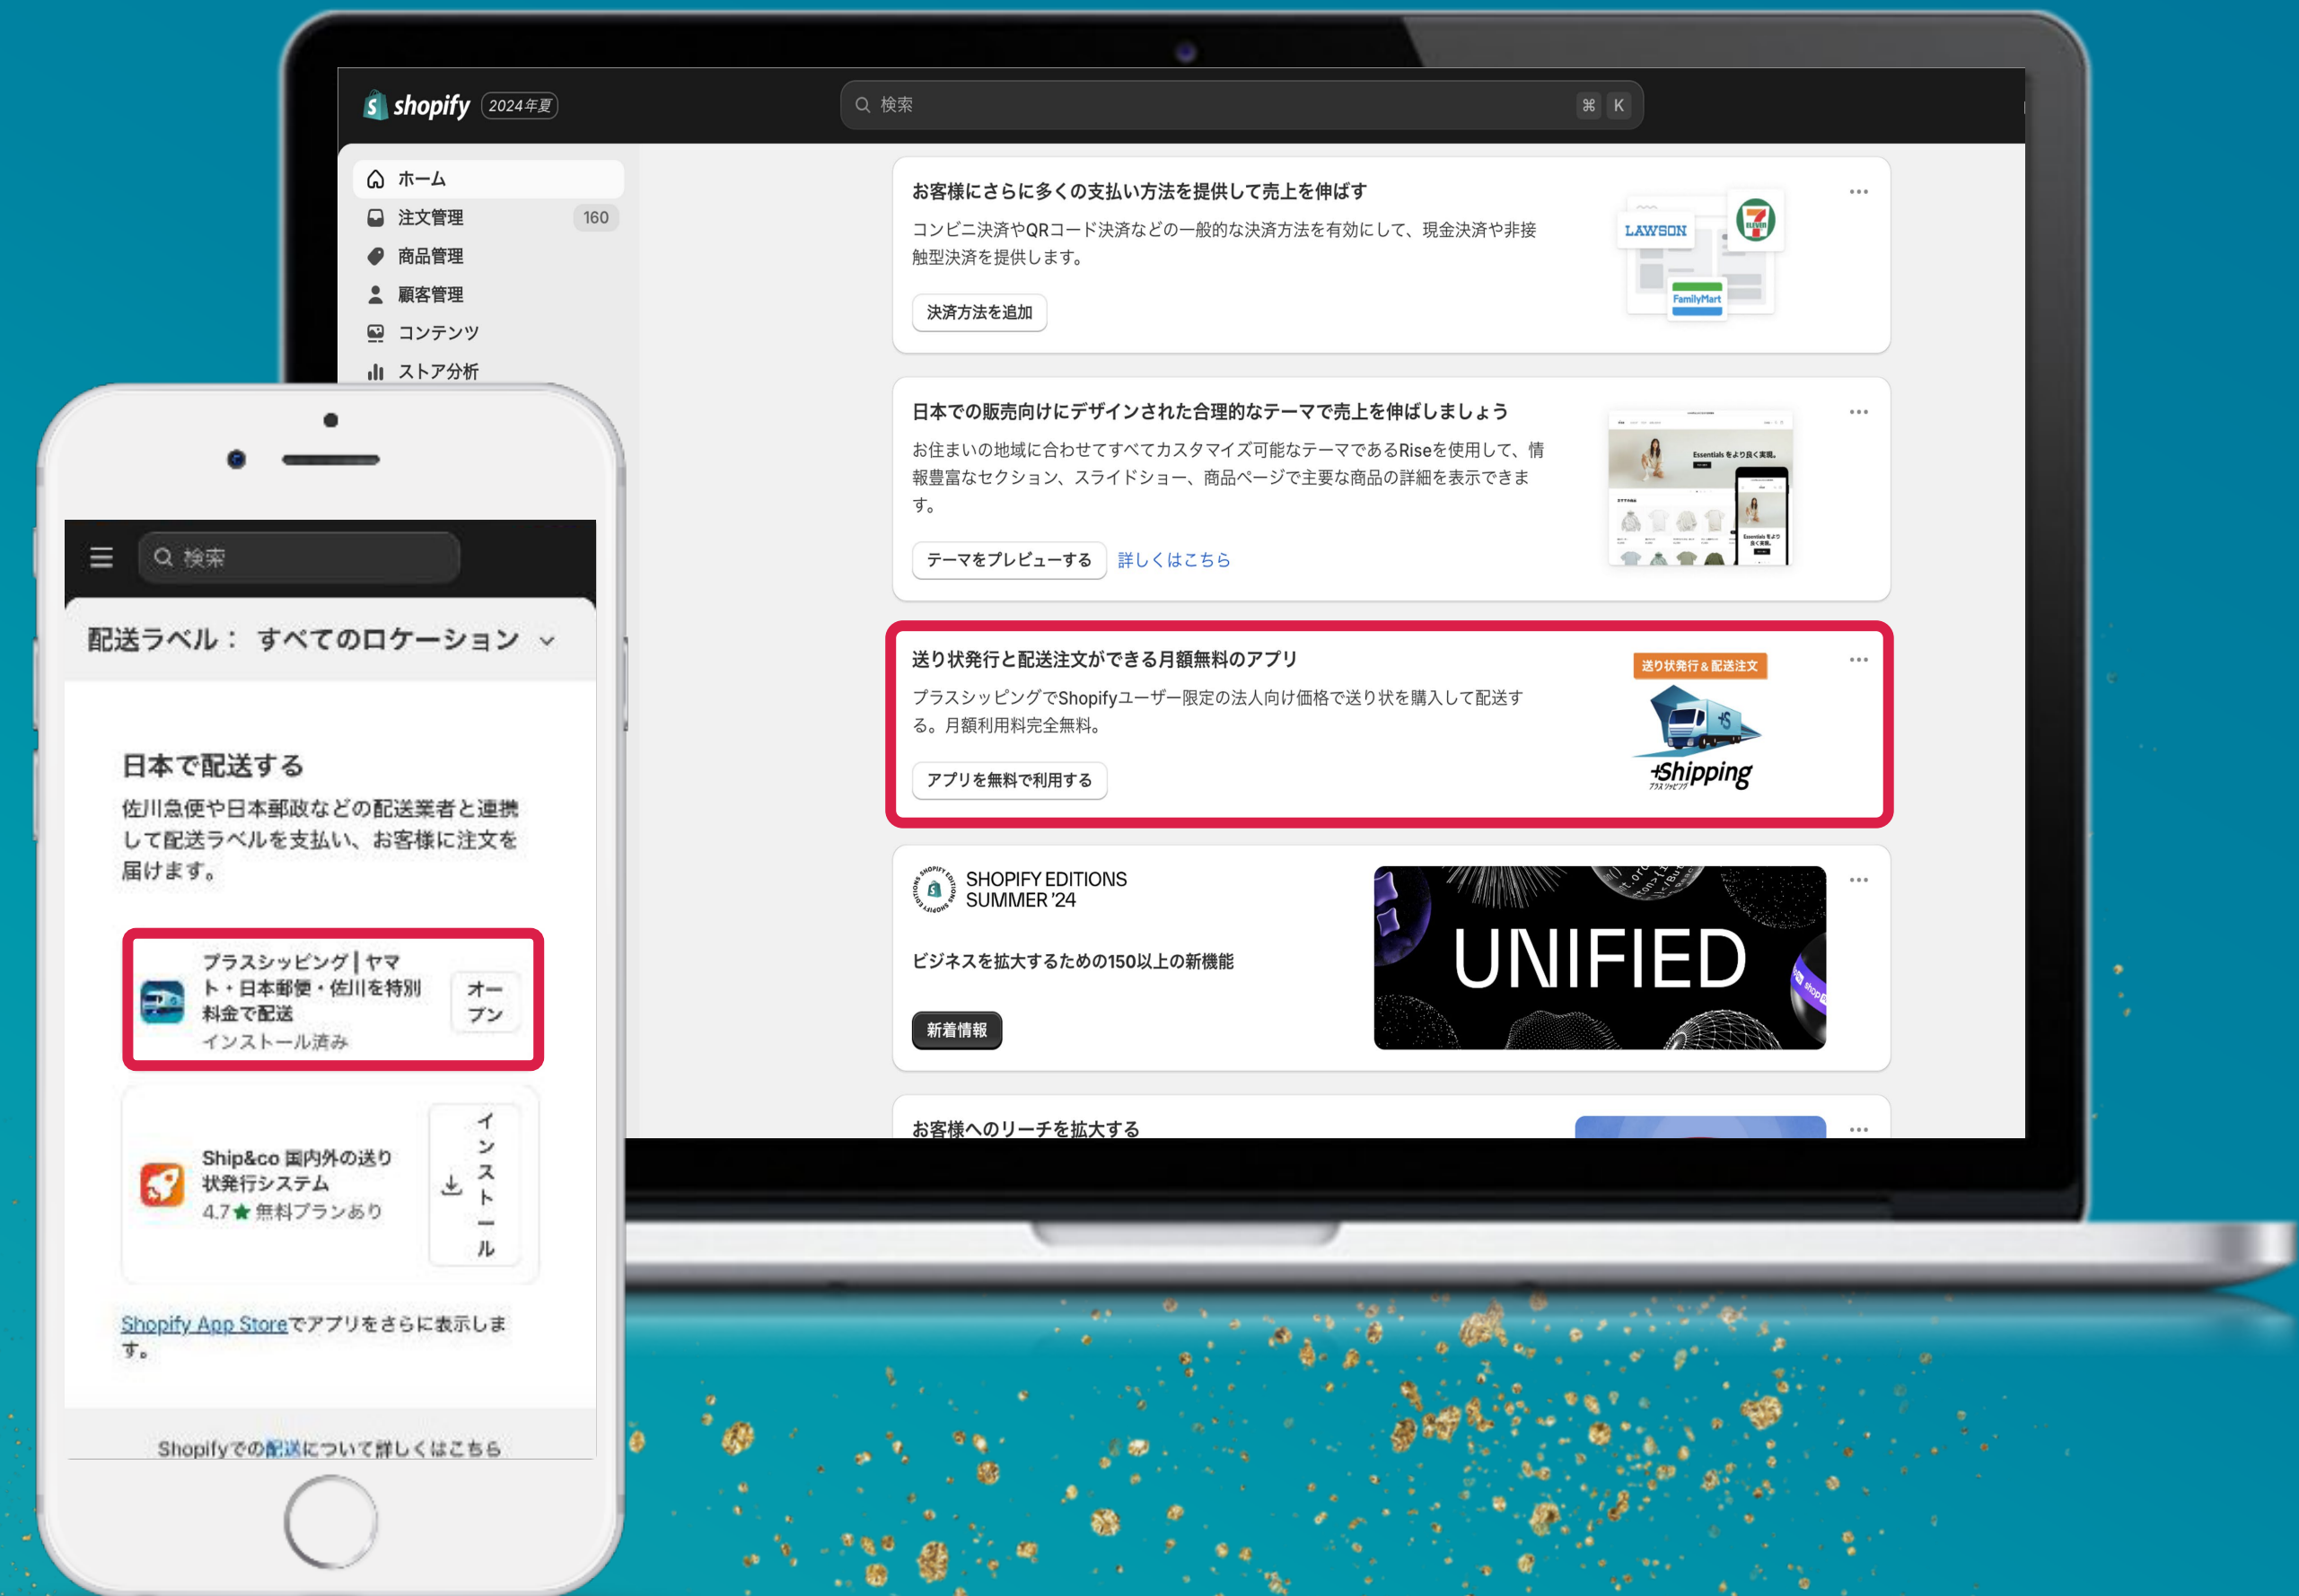 shopify 2024年夏
検索
⌘ K
ホーム
注文管理 160
商品管理
顧客管理
コンテンツ
ストア分析
お客様にさらに多くの支払い方法を提供して売上を伸ばす
コンビニ決済やQRコード決済などの一般的な決済方法を有効にして、現金決済や非接
触型決済を提供します。
決済方法を追加
LAWSON
7
ELEVEN
FamilyMart
日本での販売向けにデザインされた合理的なテーマで売上を伸ばしましょう
お住まいの地域に合わせてすべてカスタマイズ可能なテーマであるRiseを使用して、情
報豊富なセクション、スライドショー、商品ページで主要な商品の詳細を表示できま
す。
テーマをプレビューする 詳しくはこちら
Essentials をより良く実現。
Essentials をより
良く実現。
送り状発行と配送注文ができる月額無料のアプリ
プラスシッピングでShopifyユーザー限定の法人向け価格で送り状を購入して配送す
る。月額利用料完全無料。
アプリを無料で利用する
送り状発行&配送注文
+S
+Shipping
プラスシッピング
SHOPIFY EDITIONS
SUMMER '24
ビジネスを拡大するための150以上の新機能
新着情報
UNIFIED
shop
お客様へのリーチを拡大する
検索
配送ラベル: すべてのロケーション
日本で配送する
佐川急便や日本郵政などの配送業者と連携
して配送ラベルを支払い、お客様に注文を
届けます。
プラスシッピング | ヤマ
ト・日本郵便・佐川を特別
料金で配送
インストール済み
オー
プン
Ship&co 国内外の送り
状発行システム
4.7★ 無料プランあり
インストール
Shopify App Storeでアプリをさらに表示しま
す。
Shopifyでの配送について詳しくはこちら